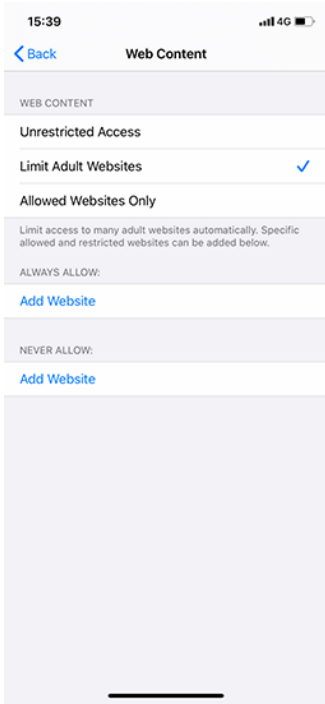 15:39
4G
Back
Web Content
WEB CONTENT
Unrestricted Access
Limit Adult Websites
Allowed Websites Only
Limit access to many adult websites automatically. Specific
allowed and restricted websites can be added below.
ALWAYS ALLOW:
Add Website
NEVER ALLOW:
Add Website